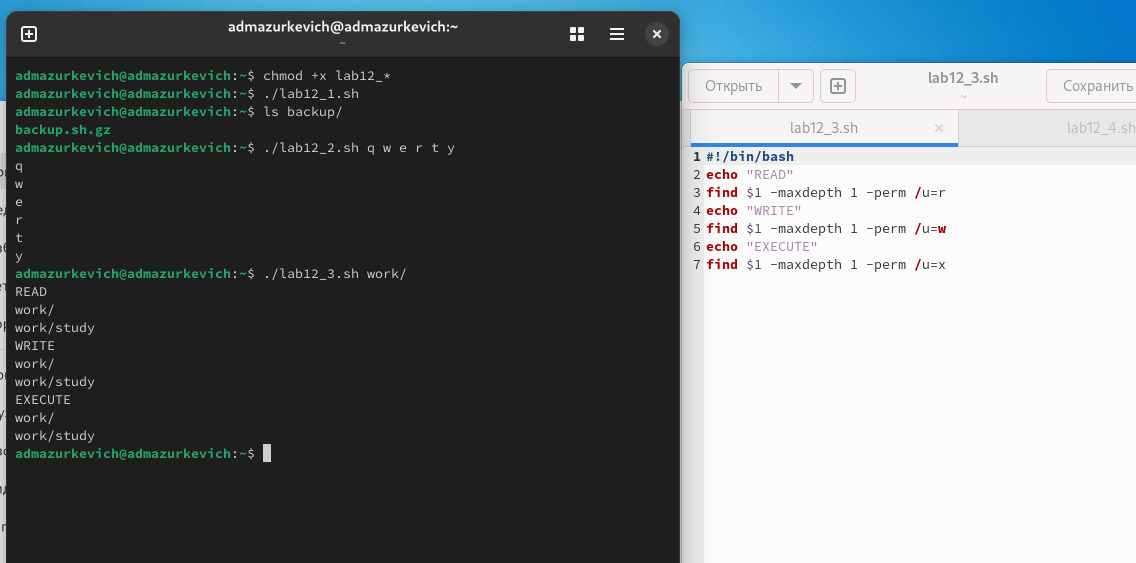 admazurkevich@admazurkevich:~
~
admazurkevich@admazurkevich:~$ chmod +x lab12_*
admazurkevich@admazurkevich:~$ ./lab12_1.sh
admazurkevich@admazurkevich:~$ ls backup/
backup.sh.gz
admazurkevich@admazurkevich:~$ ./lab12_2.sh q w e r t y
q
w
e
r
t
y
admazurkevich@admazurkevich:~$ ./lab12_3.sh work/
READ
work/
work/study
WRITE
work/
work/study
EXECUTE
work/
work/study
admazurkevich@admazurkevich:~$
Открыть
lab12_3.sh
~
Сохранить
lab12_3.sh
lab12_4.sh
1 #!/bin/bash
2 echo "READ"
3 find $1 -maxdepth 1 -perm /u=r
4 echo "WRITE"
5 find $1 -maxdepth 1 -perm /u=w
6 echo "EXECUTE"
7 find $1 -maxdepth 1 -perm /u=x